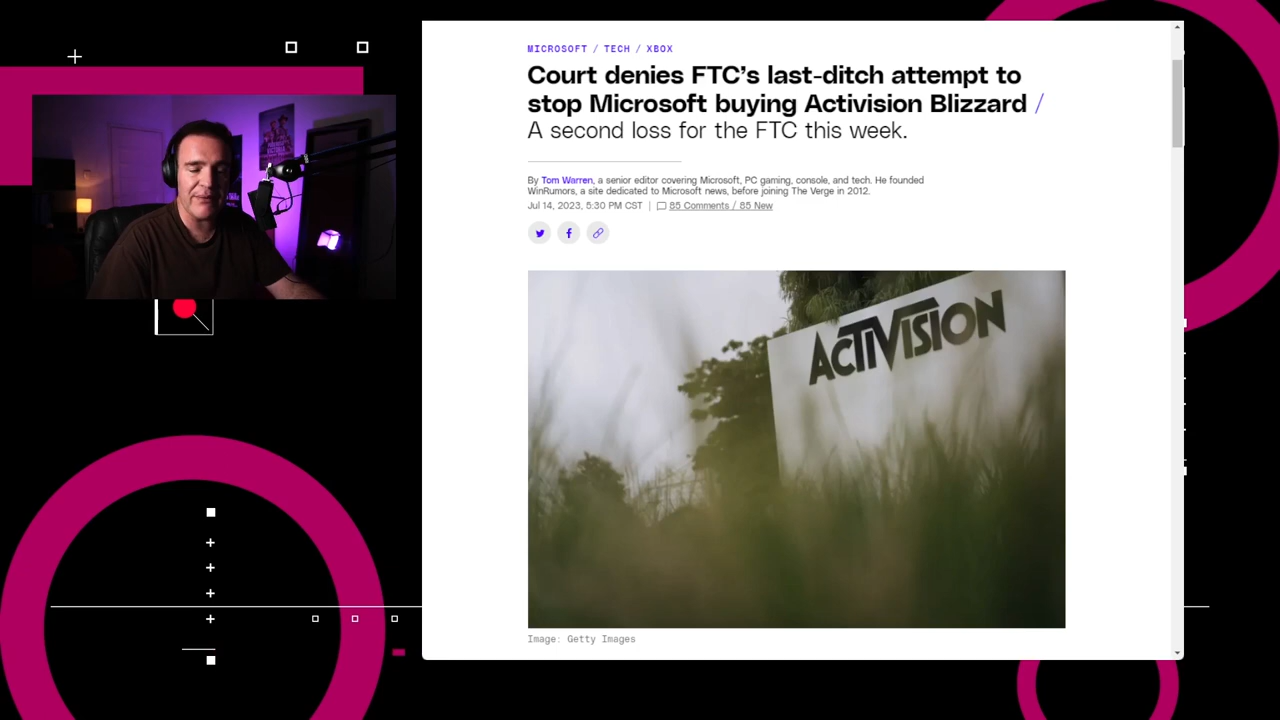 MICROSOFT / TECH / XBOX
Court denies FTC’s last-ditch attempt to
stop Microsoft buying Activision Blizzard /
A second loss for the FTC this week.
By Tom Warren, a senior editor covering Microsoft, PC gaming, console, and tech. He founded
WinRumors, a site dedicated to Microsoft news, before joining The Verge in 2012.
Jul 14, 2023, 5:30 PM CST | 85 Comments / 85 New
ACTIVISION
Image: Getty Images